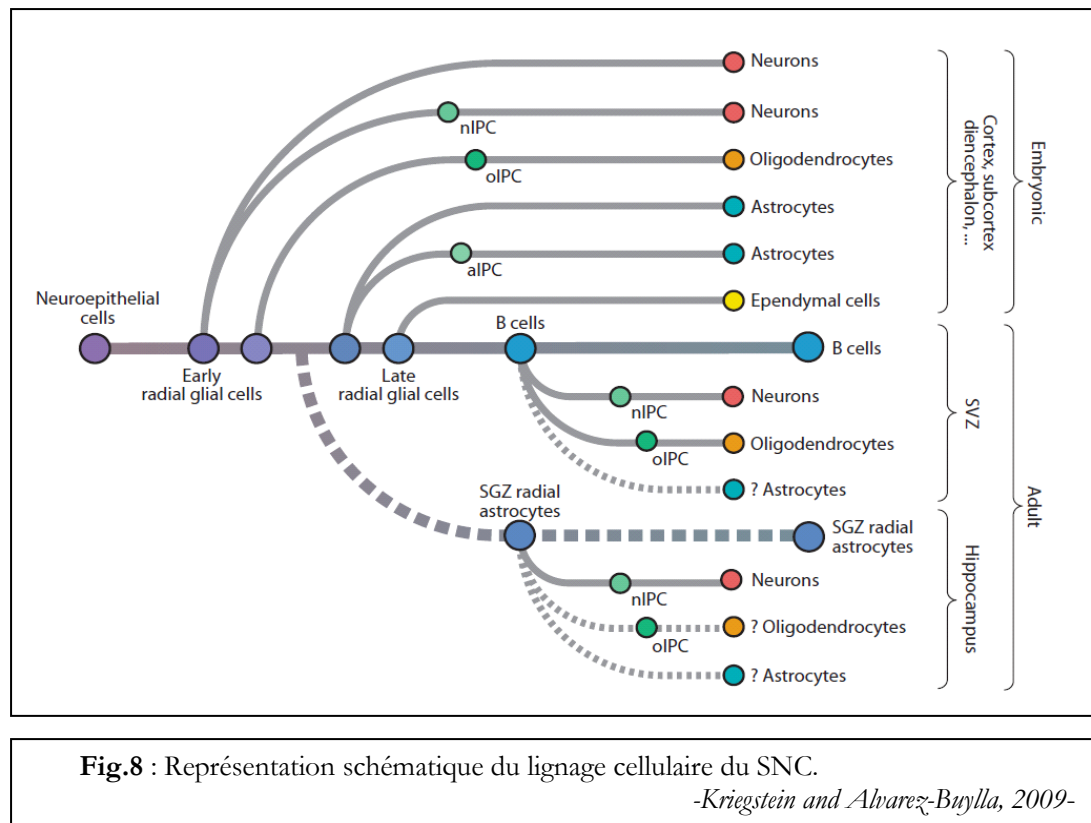 Neurons
Neurons
nIPC
Oligodendrocytes
oIPC
Astrocytes
Astrocytes
aIPC
Ependymal cells
Cortex, subcortex
diencephalon, ...
Embryonic
Neuroepithelial
cells
Early
radial glial cells
Late
radial glial cells
B cells
B cells
Neurons
nIPC
Oligodendrocytes
oIPC
? Astrocytes
SVZ
SGZ radial
astrocytes
SGZ radial
astrocytes
Neurons
nIPC
? Oligodendrocytes
oIPC
? Astrocytes
Hippocampus
Adult
Fig.8 : Représentation schématique du lignage cellulaire du SNC.
-Kriegstein and Alvarez-Buylla, 2009-